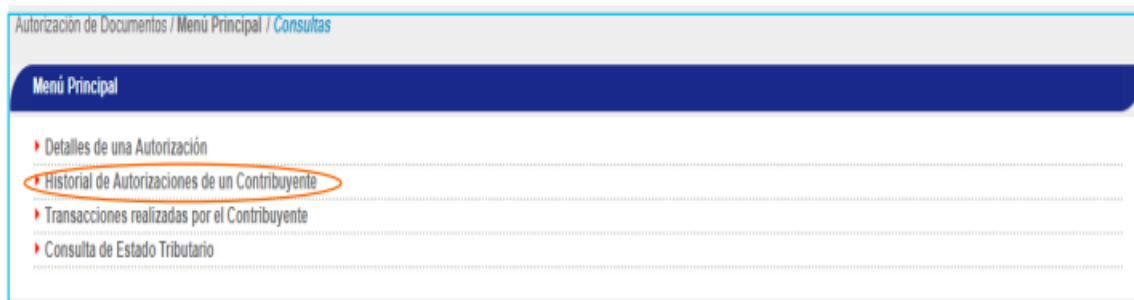 Autorización de Documentos / Menú Principal / Consultas
Menú Principal
Detalles de una Autorización
Historial de Autorizaciones de un Contribuyente
Transacciones realizadas por el Contribuyente
Consulta de Estado Tributario